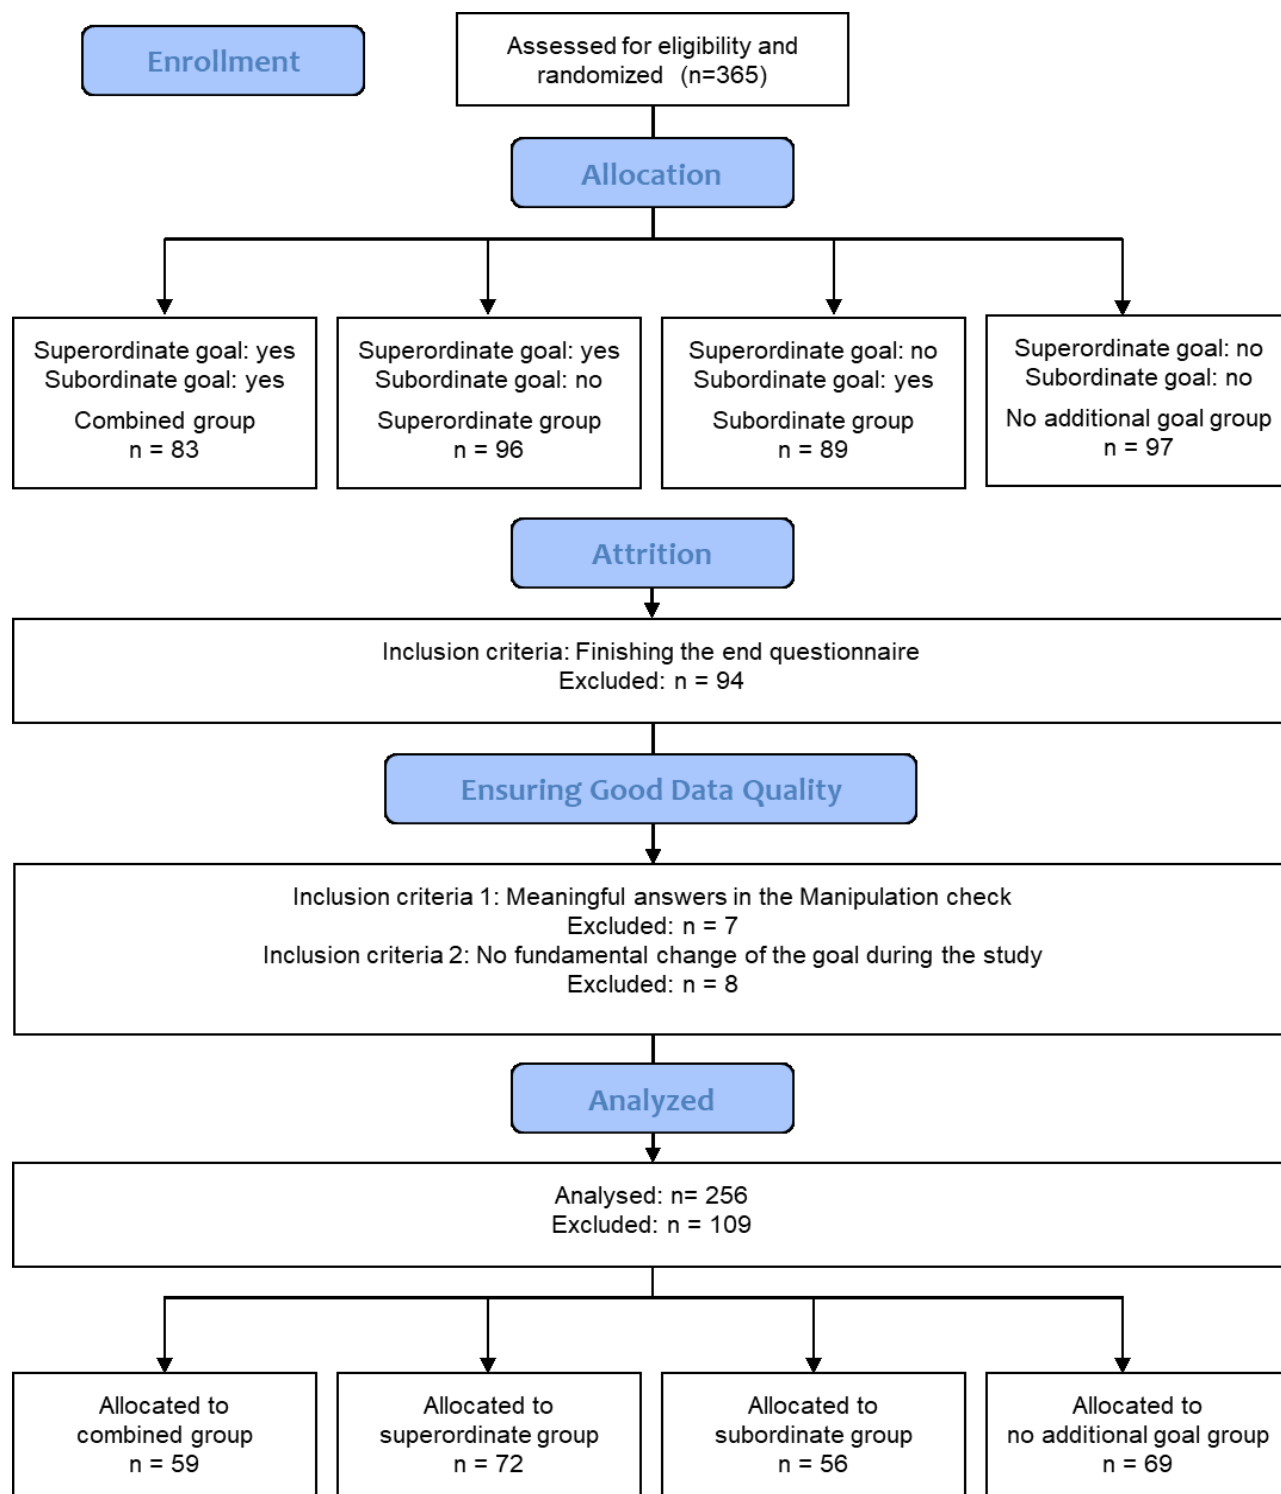 Enrollment
Assessed for eligibility and
randomized (n=365)
Allocation
Superordinate goal: yes
Subordinate goal: yes
Combined group
n = 83
Superordinate goal: yes
Subordinate goal: no
Superordinate group
n = 96
Superordinate goal: no
Subordinate goal: yes
Subordinate group
n = 89
Superordinate goal: no
Subordinate goal: no
No additional goal group
n = 97
Attrition
Inclusion criteria: Finishing the end questionnaire
Excluded: n = 94
Ensuring Good Data Quality
Inclusion criteria 1: Meaningful answers in the Manipulation check
Excluded: n = 7
Inclusion criteria 2: No fundamental change of the goal during the study
Excluded: n = 8
Analyzed
Analysed: n= 256
Excluded: n = 109
Allocated to
combined group
n = 59
Allocated to
superordinate group
n = 72
Allocated to
subordinate group
n = 56
Allocated to
no additional goal group
n = 69